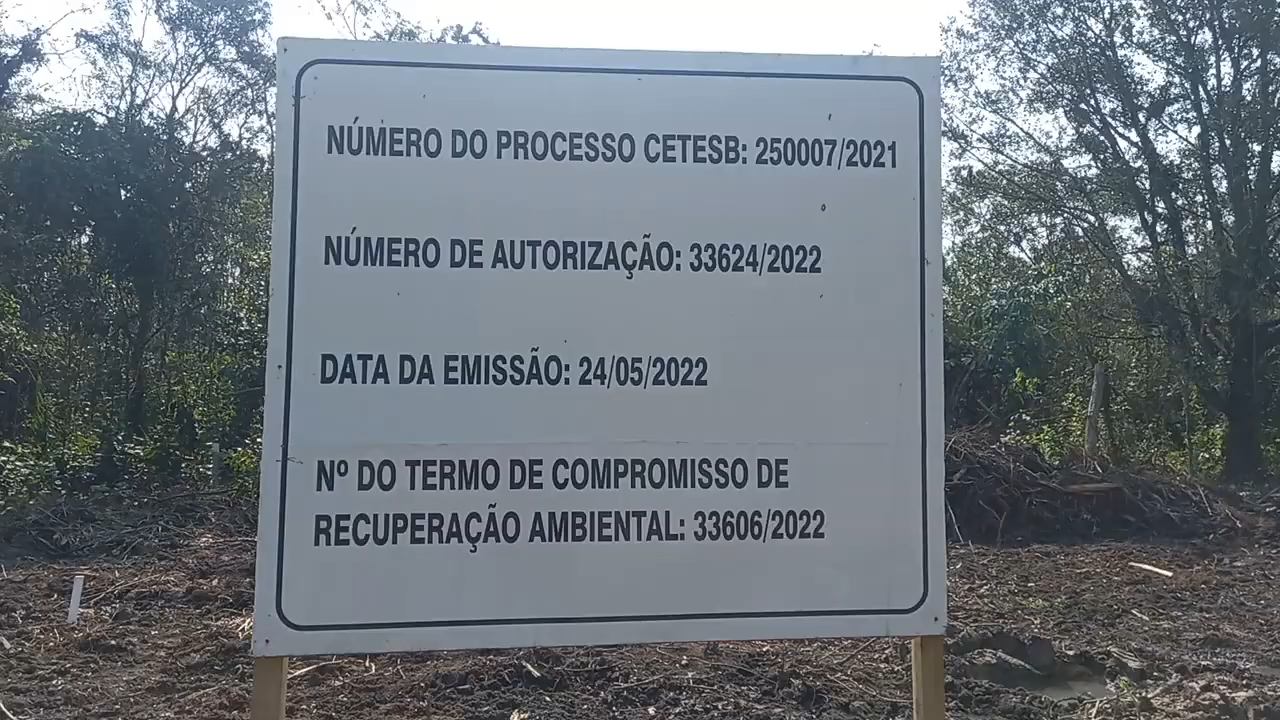 NÚMERO DO PROCESSO CETESB: 250007/2021
NÚMERO DE AUTORIZAÇÃO: 33624/2022
DATA DA EMISSÃO: 24/05/2022
Nº DO TERMO DE COMPROMISSO DE
RECUPERAÇÃO AMBIENTAL: 33606/2022